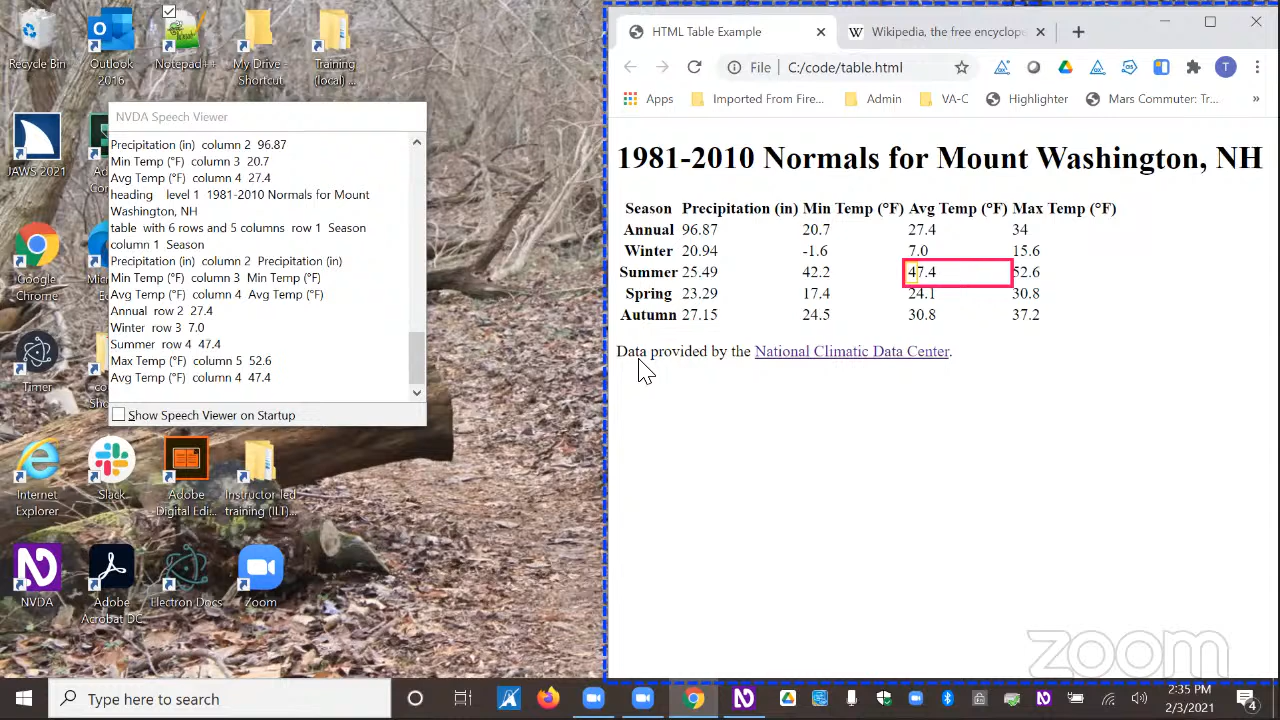 Recycle Bin
Outlook
2016
Notepad++
My Drive -
Shortcut
Training
(local) ...
JAWS 2021
Google
Chrome
Timer
Internet
Explorer
Slack
Adobe
Digital Edi...
Instructor led
training (ILT)...
NVDA
Adobe
Acrobat DC
Electron Docs
Zoom
NVDA Speech Viewer
Precipitation (in) column 2 96.87
Min Temp (°F) column 3 20.7
Avg Temp (°F) column 4 27.4
heading level 1 1981-2010 Normals for Mount
Washington, NH
table with 6 rows and 5 columns row 1 Season
column 1 Season
Precipitation (in) column 2 Precipitation (in)
Min Temp (°F) column 3 Min Temp (°F)
Avg Temp (°F) column 4 Avg Temp (°F)
Annual row 2 27.4
Winter row 3 7.0
Summer row 4 47.4
Max Temp (°F) column 5 52.6
Avg Temp (°F) column 4 47.4
Show Speech Viewer on Startup
HTML Table Example
Wikipedia, the free encyclope
File C:/code/table.html
T
Apps Imported From Fire... Admin VA-C Highlighter Mars Commuter: Tr... »
1981-2010 Normals for Mount Washington, NH
Season Precipitation (in) Min Temp (°F) Avg Temp (°F) Max Temp (°F)
Annual 96.87 20.7 27.4 34
Winter 20.94 -1.6 7.0 15.6
Summer 25.49 42.2 47.4 52.6
Spring 23.29 17.4 24.1 30.8
Autumn 27.15 24.5 30.8 37.2
Data provided by the National Climatic Data Center.
zoom
Type here to search
2:35 PM
2/3/2021
4